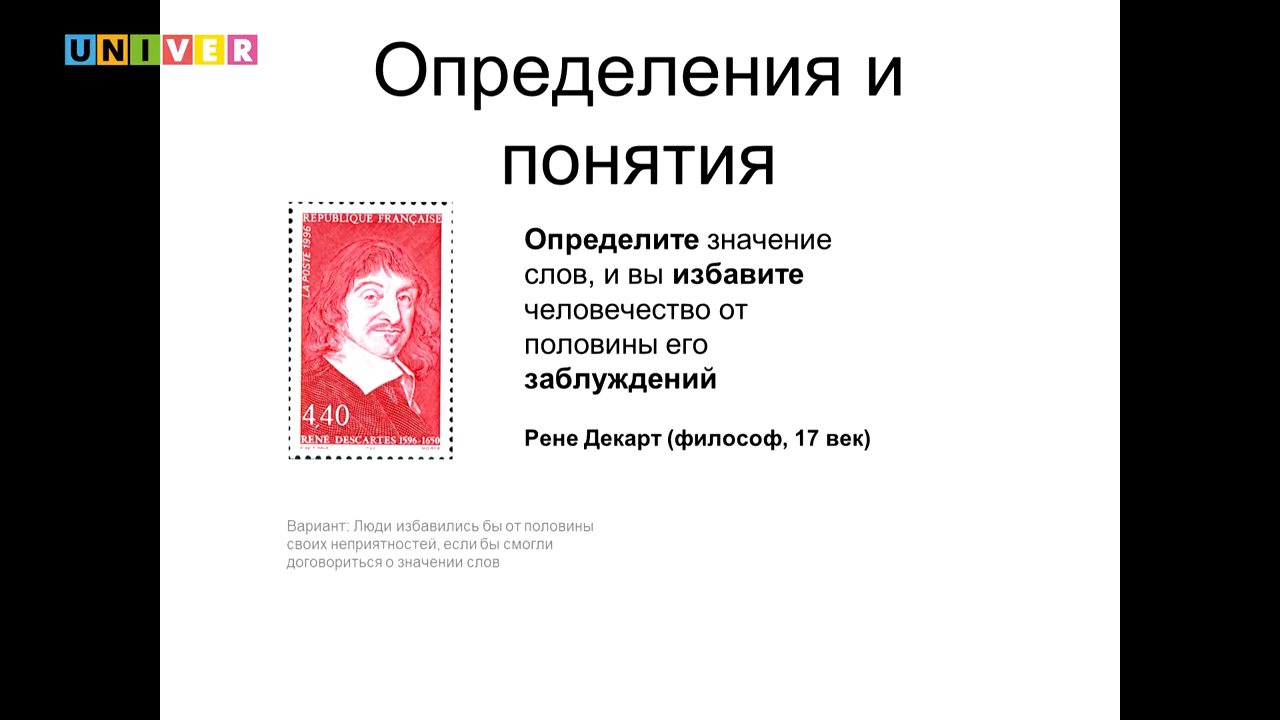 UNIVER
Определения и
понятия
REPUBLIQUE FRANÇAISE
LA POSTE 1996
4,40
RENE DESCARTES 1596-1650
Определите значение
слов, и вы избавите
человечество от
половины его
заблуждений
Рене Декарт (философ, 17 век)
Вариант: Люди избавились бы от половины
своих неприятностей, если бы смогли
договориться о значении слов